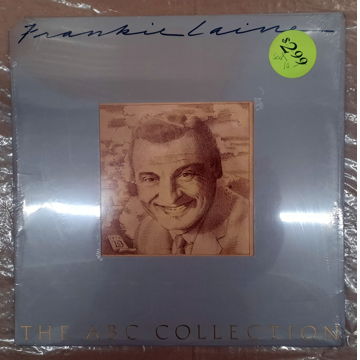 Frankie Laine
$2.99
THE ABC COLLECTION